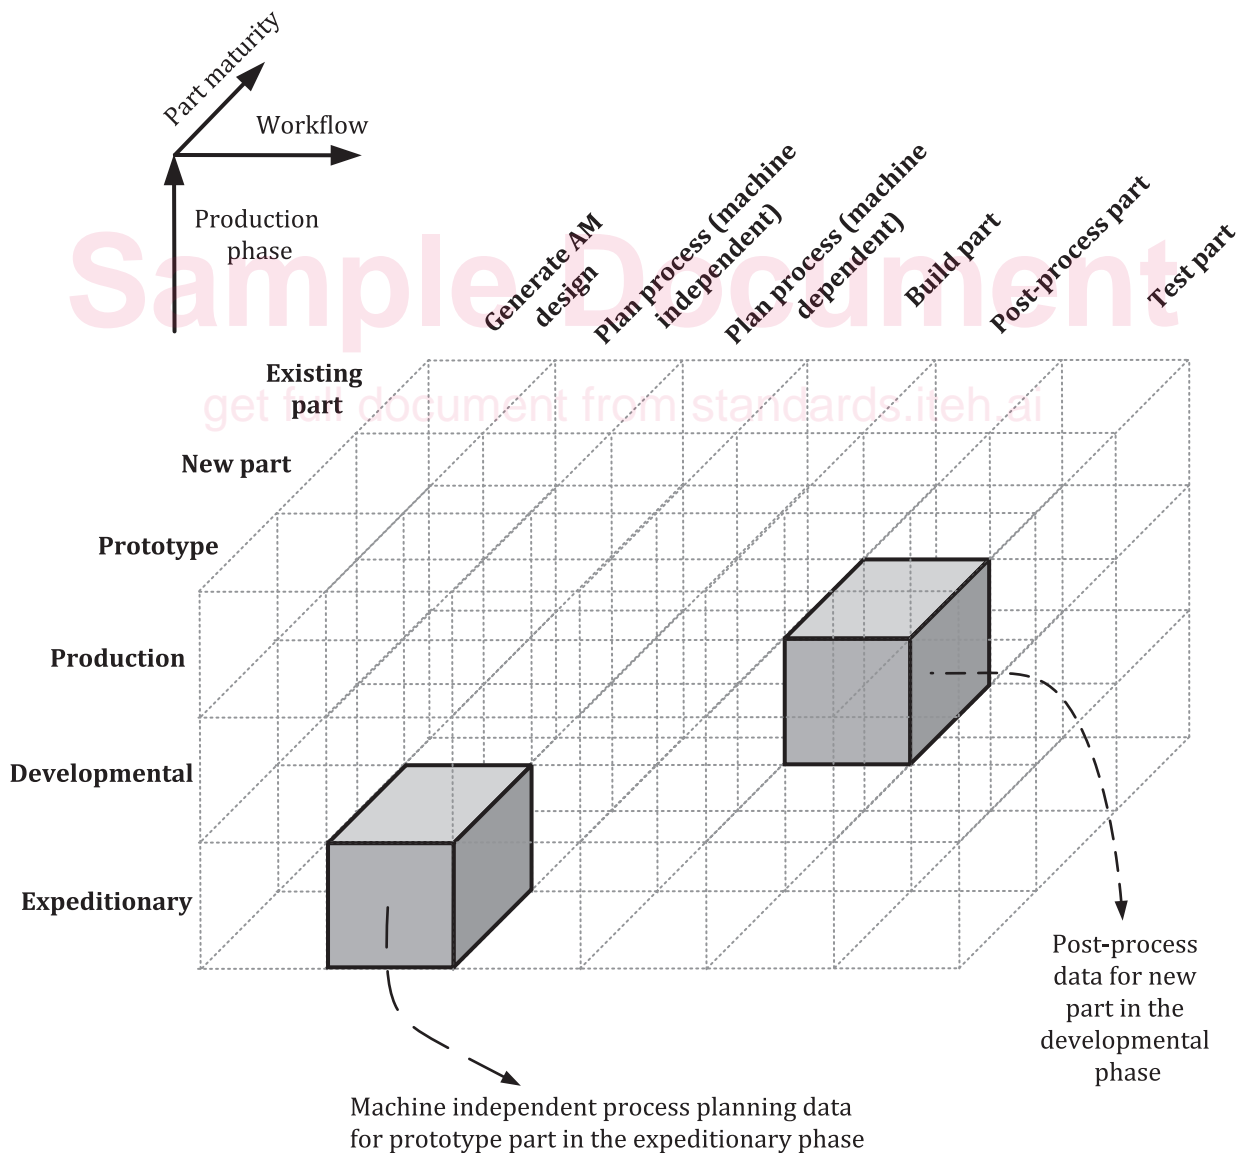 Part maturity
Workflow
Production
phase
Sample Document
get full document from standards.iteh.ai
Generate AM
design
Plan process (machine
independent)
Plan process (machine
dependent)
Build part
Post-process part
Test part
Existing
part
New part
Prototype
Production
Developmental
Expeditionary
Post-process
data for new
part in the
developmental
phase
Machine independent process planning data
for prototype part in the expeditionary phase